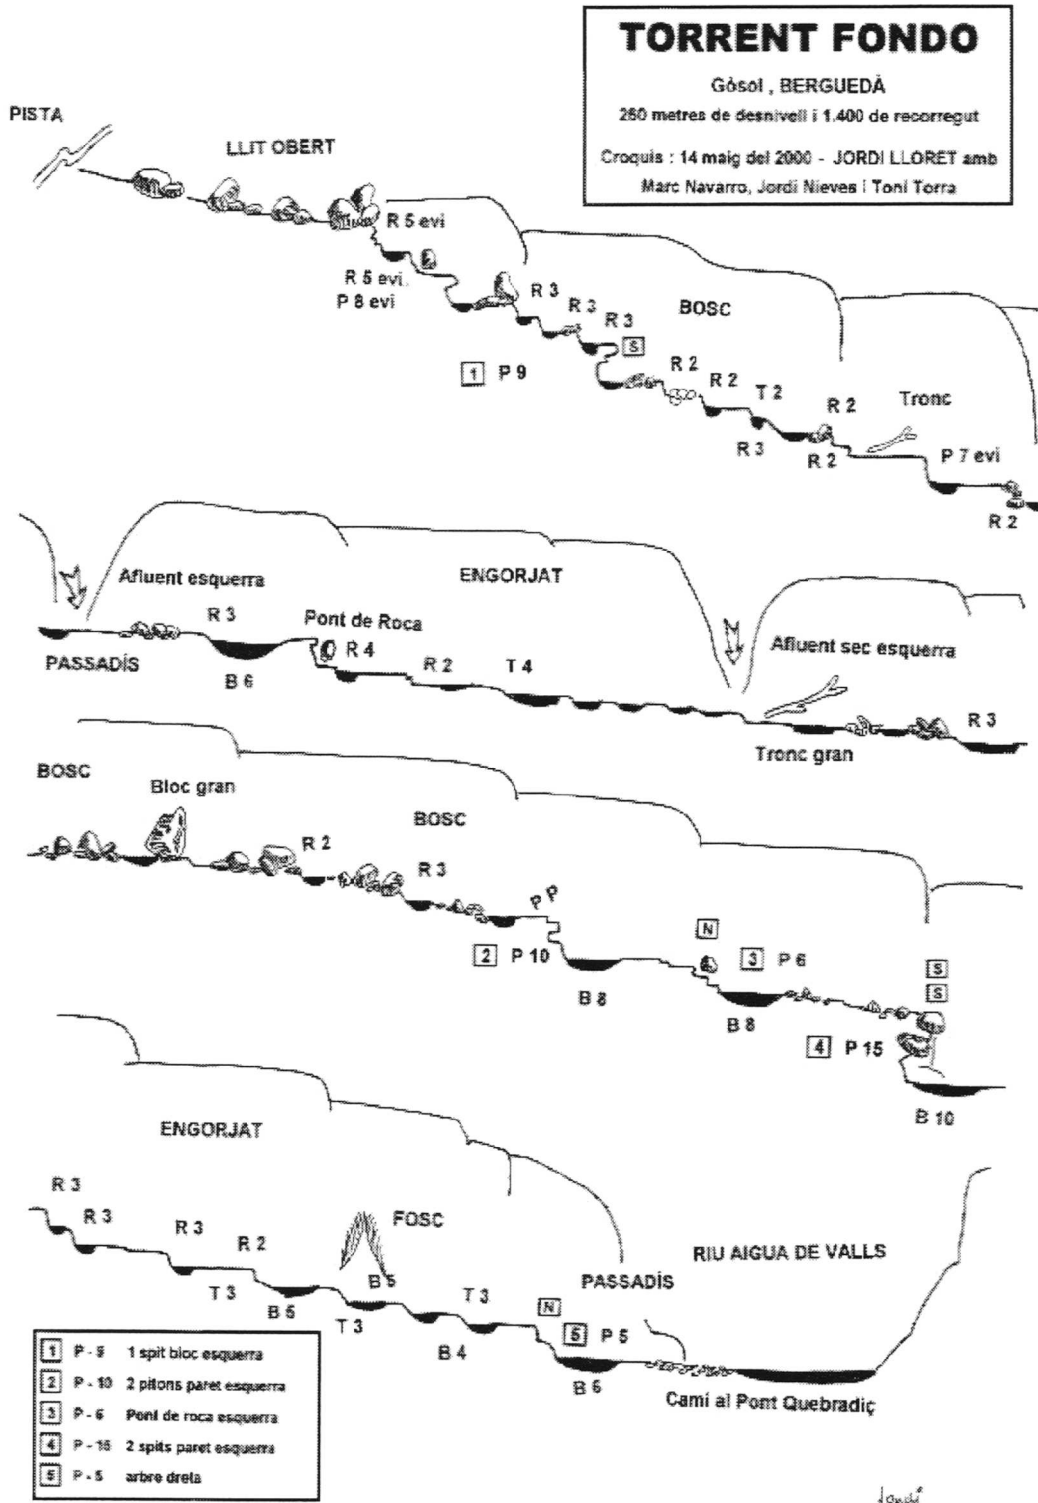 TORRENT FONDO
Gòsol , BERGUEDÀ
260 metres de desnivell i 1.400 de recorregut
Croquis : 14 maig del 2000 - JORDI LLORET amb
Marc Navarro, Jordi Nieves i Toni Torra
PISTA
LLIT OBERT
R 5 evi
R 5 evi.
P 8 evi
R 3
R 3
R 3
S
1 P 9
BOSC
R 2
R 2
T 2
R 2
Tronc
R 3
R 2
P 7 evi
R 2
Afluent esquerra
ENGORJAT
R 3
Pont de Roca
R 4
Afluent sec esquerra
PASSADÍS
B 6
R 2
T 4
R 3
Tronc gran
BOSC
Bloc gran
BOSC
R 2
R 3
P P
N
2 P 10
3 P 6
S
S
B 8
B 8
4 P 15
B 10
ENGORJAT
R 3
R 3
R 3
R 2
FOSC
RIU AIGUA DE VALLS
B 5
PASSADÍS
T 3
B 5
T 3
T 3
N
B 4
5 P 5
B 6
Camí al Pont Quebradiç
1 P - 9 1 spit bloc esquerra
2 P - 10 2 pitons paret esquerra
3 P - 6 Pont de roca esquerra
4 P - 15 2 spits paret esquerra
5 P - 5 arbre dreta